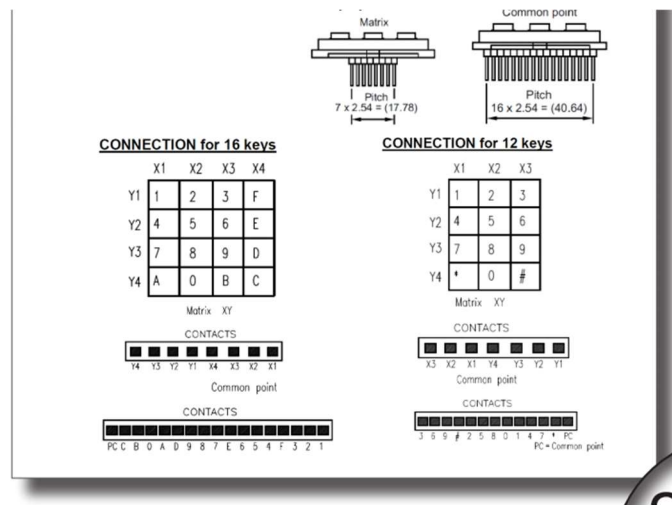 Matrix
Common point
Pitch
7 x 2.54 = (17.78)
Pitch
16 x 2.54 = (40.64)
CONNECTION for 16 keys
X1 X2 X3 X4
Y1 1 2 3 F
Y2 4 5 6 E
Y3 7 8 9 D
Y4 A 0 B C
Matrix XY
CONTACTS
Y4 Y3 Y2 Y1 X4 X3 X2 X1
Common point
CONTACTS
PC C B 0 A D 9 8 7 E 6 5 4 F 3 2 1
CONNECTION for 12 keys
X1 X2 X3
Y1 1 2 3
Y2 4 5 6
Y3 7 8 9
Y4 * 0 #
Matrix XY
CONTACTS
X3 X2 X1 Y4 Y3 Y2 Y1
Common point
CONTACTS
3 6 9 # 2 5 8 0 1 4 7 * PC
PC = Common point